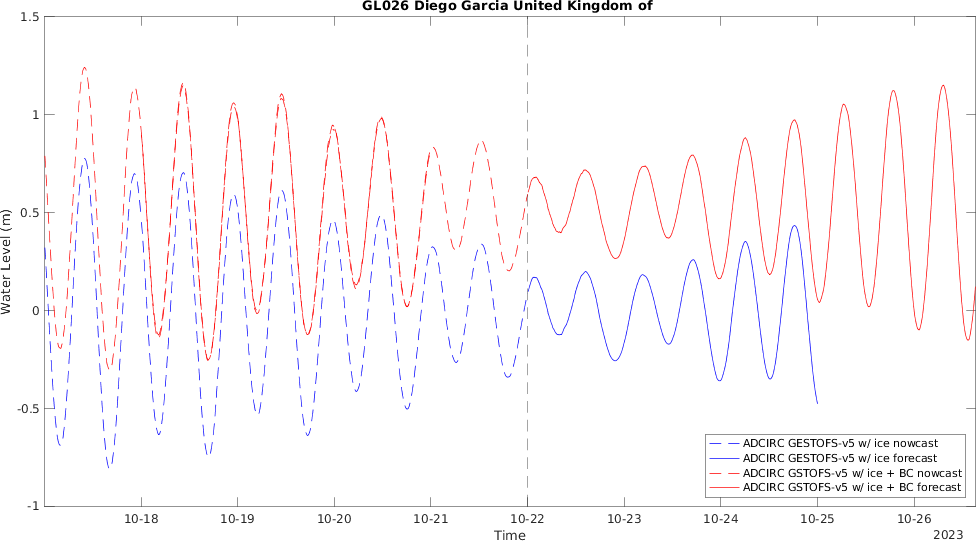 GL026 Diego Garcia United Kingdom of
1.5
1
0.5
0
-0.5
-1
Water Level (m)
10-18
10-19
10-20
10-21
10-22
10-23
10-24
10-25
10-26
Time
2023
ADCIRC GESTOFS-v5 w/ ice nowcast
ADCIRC GESTOFS-v5 w/ ice forecast
ADCIRC GSTOFS-v5 w/ ice + BC nowcast
ADCIRC GSTOFS-v5 w/ ice + BC forecast